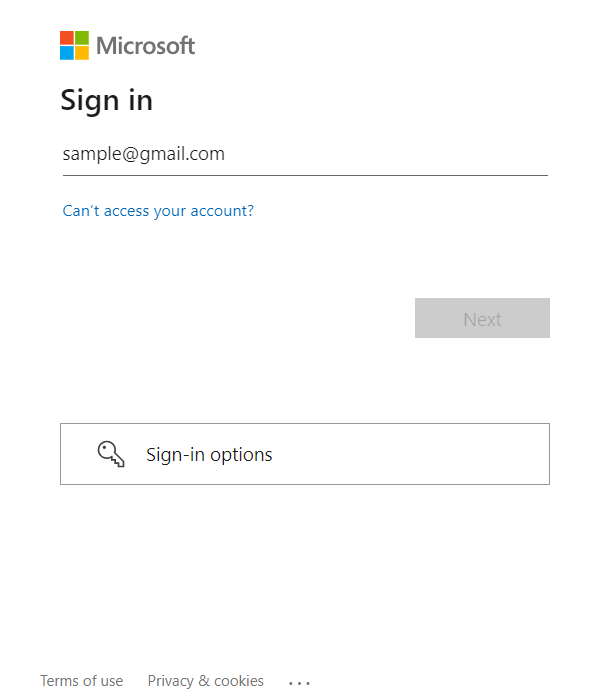 Microsoft
Sign in
sample@gmail.com
Can't access your account?
Next
Sign-in options
Terms of use Privacy & cookies ...